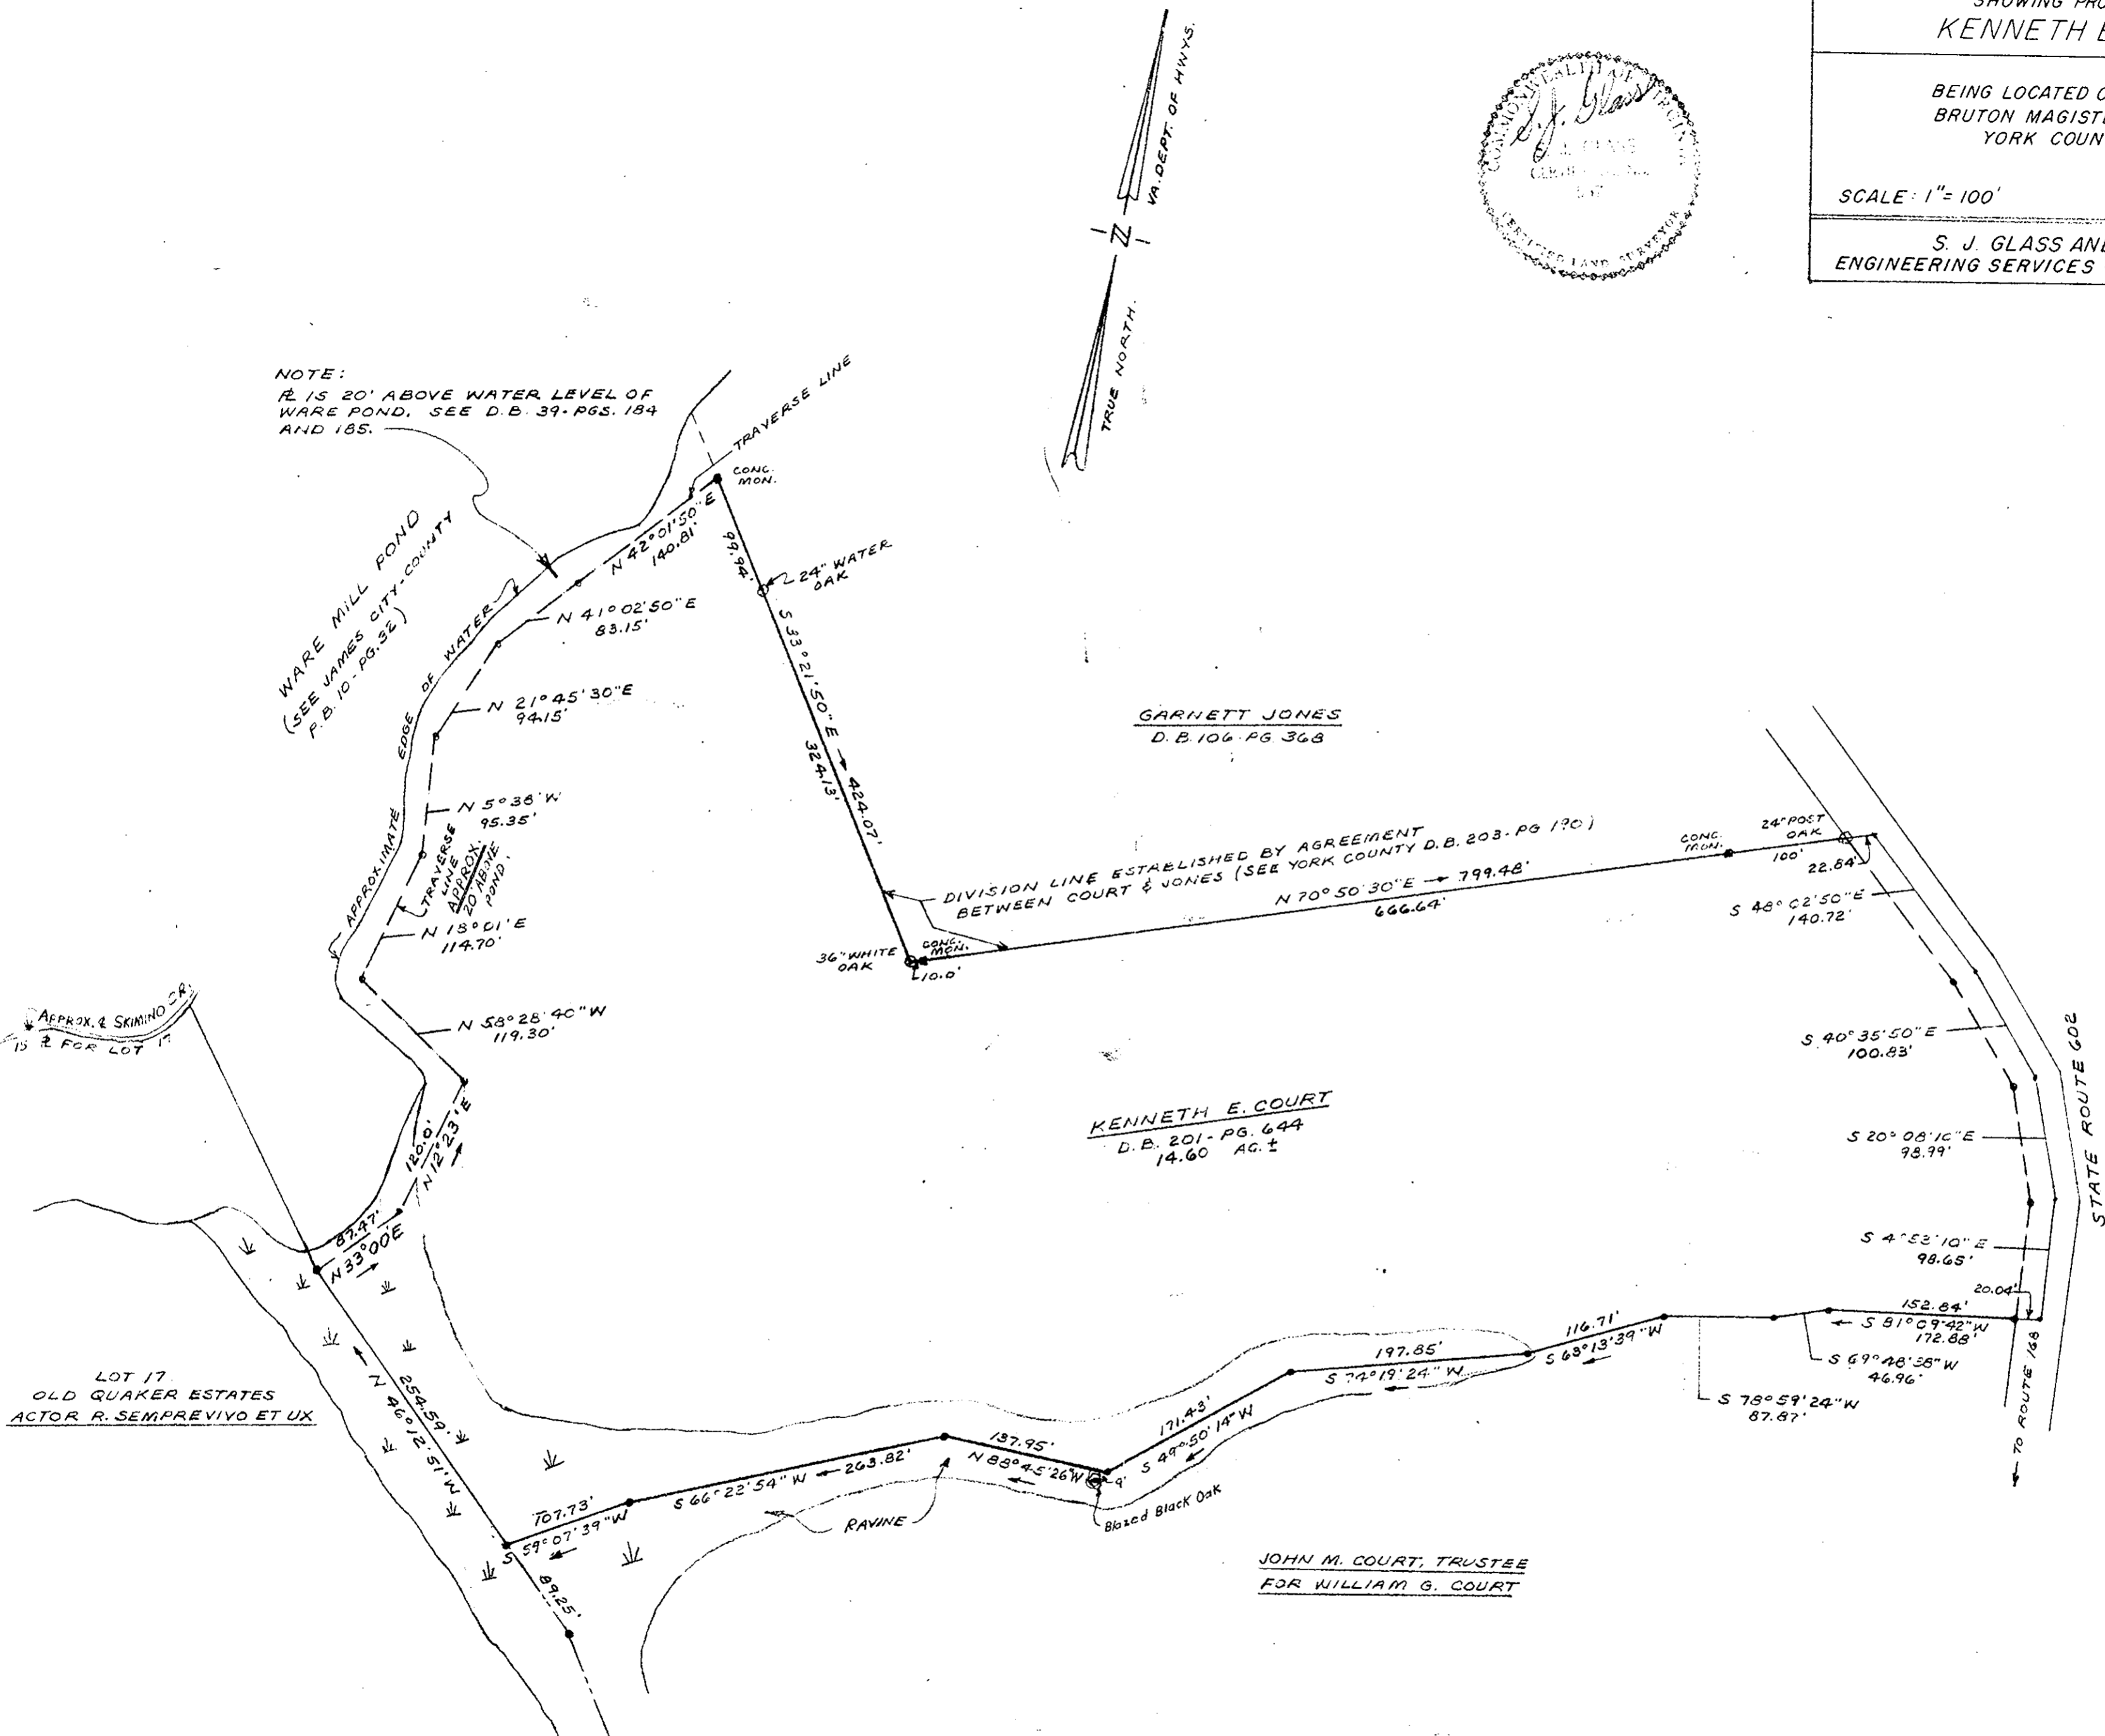 SHOWING PRO
KENNETH E
BEING LOCATED O
BRUTON MAGISTE
YORK COUN
SCALE: 1"= 100'
S. J. GLASS AND
ENGINEERING SERVICES
COMMONWEALTH OF VIRGINIA
S. J. Glass
S. J. GLASS
CERTIFIED LAND SURVEYOR
VA. DEPT. OF HWYS.
N
TRUE NORTH.
NOTE:
℄ IS 20' ABOVE WATER LEVEL OF
WARE POND. SEE D.B. 39-PGS. 184
AND 185.
TRAVERSE LINE
CONC.
MON.
N 42°01'50" E
140.81'
99.94'
24" WATER
OAK
WARE MILL POND
(SEE JAMES CITY-COUNTY
P.B. 10 - PG. 32)
APPROXIMATE EDGE OF WATER
N 41°02'50" E
83.15'
N 21°45'30" E
94.15'
S 33°21'50" E → 424.07'
324.13'
N 5°38' W
95.35'
TRAVERSE
LINE
APPROX.
20' ABOVE
POND.
N 13°01' E
114.70'
GARNETT JONES
D.B. 106-PG 368
DIVISION LINE ESTABLISHED BY AGREEMENT
BETWEEN COURT & JONES (SEE YORK COUNTY D.B. 203-PG 190)
N 70°50'30" E → 799.48'
666.64'
CONC.
MON.
24" POST
OAK
100'
22.84'
36" WHITE
OAK
CONC.
MON.
10.0'
S 48°02'50" E
140.72'
S 40°35'50" E
100.83'
S 20°08'10" E
98.99'
S 4°53'10" E
98.65'
STATE ROUTE 602
APPROX. ℄ SKIMINO CR.
IS ℄ FOR LOT 17
N 58°28'40" W
119.30'
120.0'
N 12°23' E
87.47'
N 33°00' E
KENNETH E. COURT
D.B. 201 - PG. 644
14.60 AC. ±
20.04'
152.84'
S 81°09'42" W
172.88'
S 69°48'38" W
46.96'
S 78°59'24" W
87.87'
TO ROUTE 168
116.71'
S 63°13'39" W
197.85'
S 74°19'24" W
171.43'
S 49°50'14" W
137.95'
N 88°45'26" W
9'
Blazed Black Oak
S 66°22'54" W ← 263.82'
RAVINE
107.73'
S 59°07'39" W
LOT 17
OLD QUAKER ESTATES
ACTOR R. SEMPREVIVO ET UX
254.59'
N 46°12'51" W
89.25'
JOHN M. COURT, TRUSTEE
FOR WILLIAM G. COURT